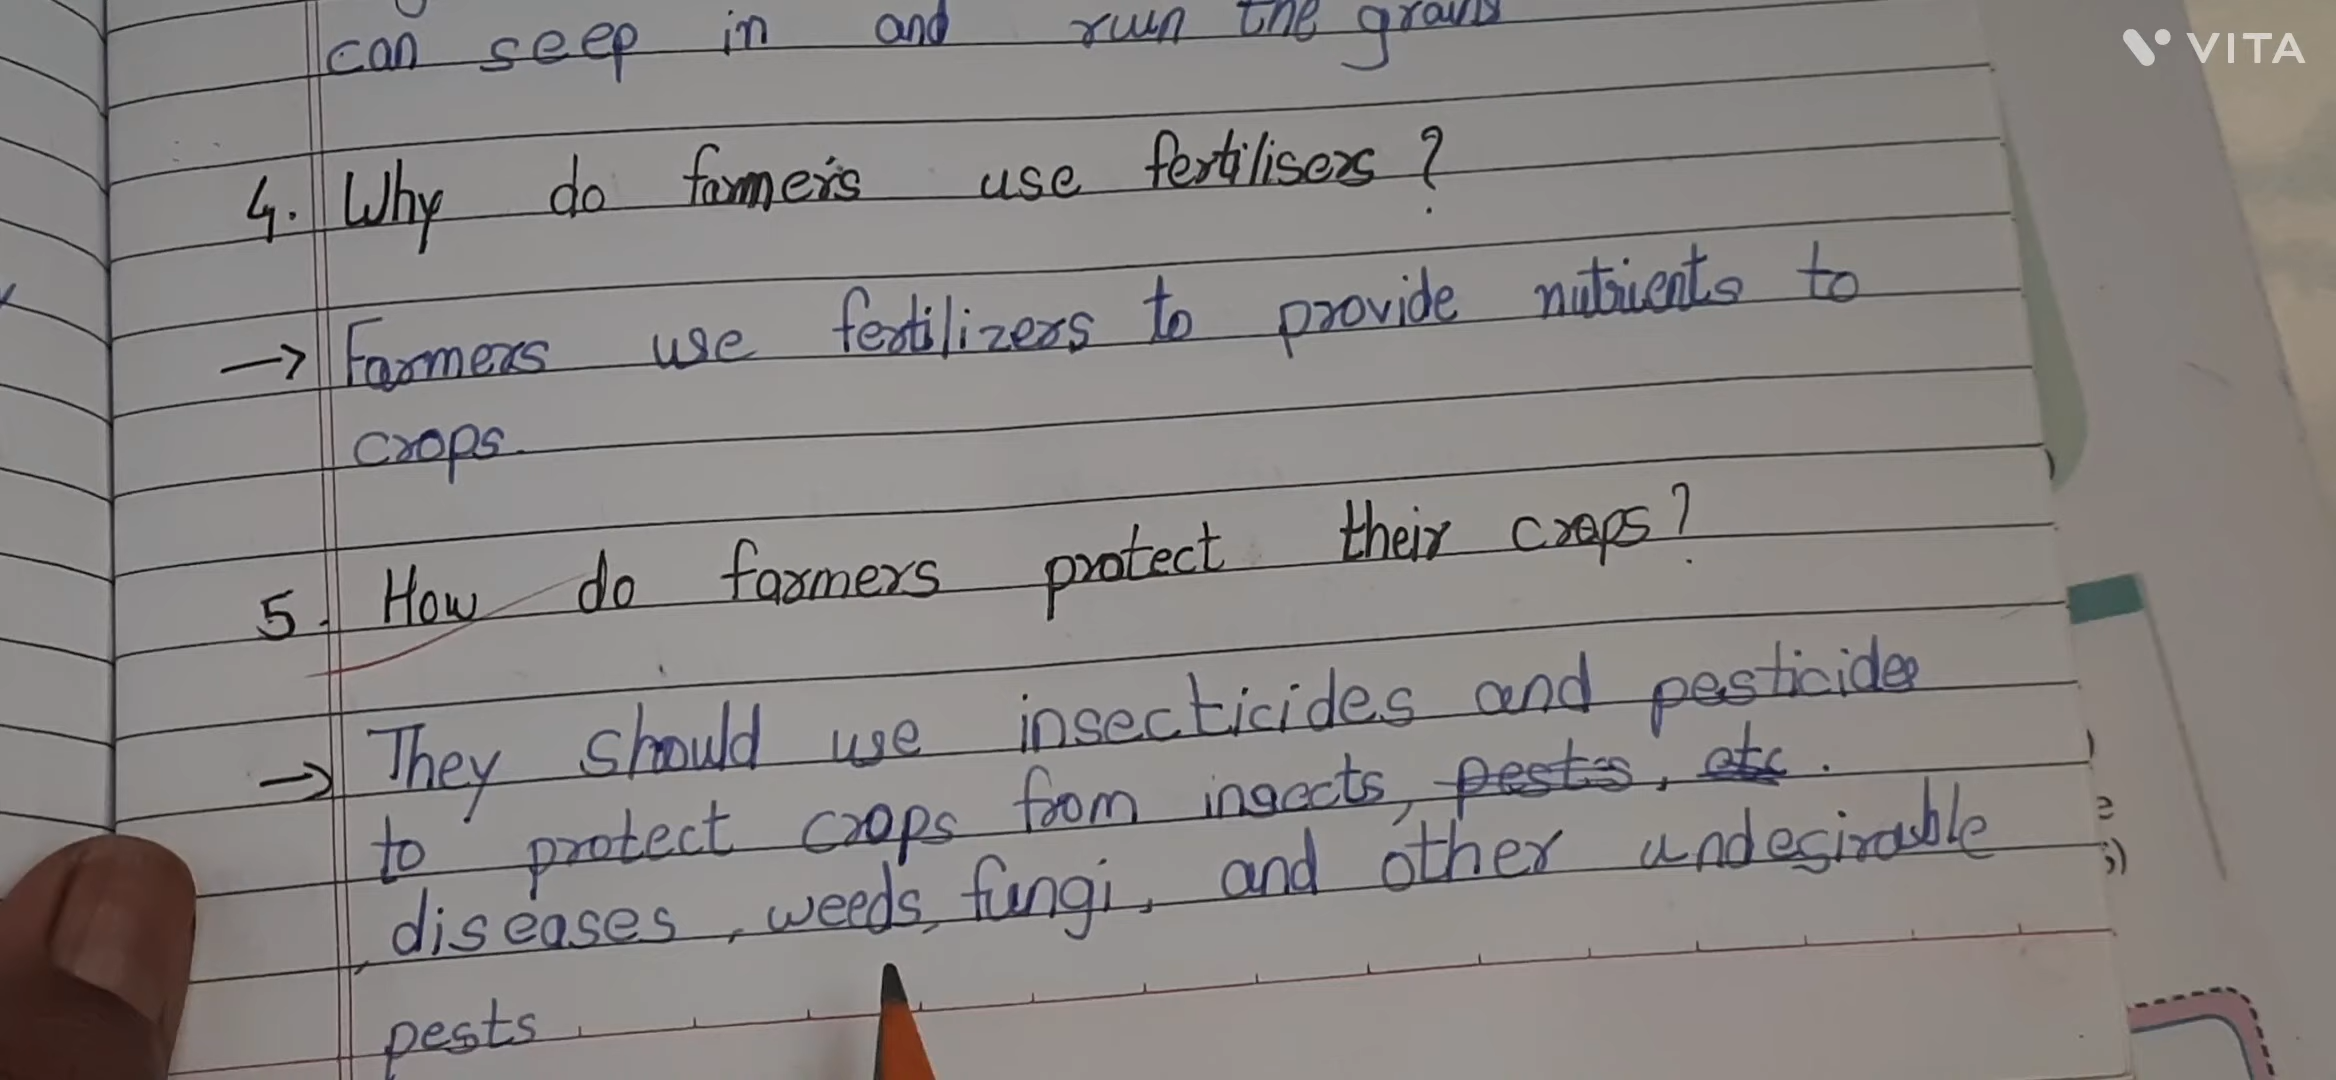 can seep in and ruin the grains
VITA
4. Why do farmers use fertilisers?
→ Farmers use fertilizers to provide nutrients to
crops.
5. How do farmers protect their crops?
→ They should use insecticides and pesticides
to protect crops from insects, pests, etc.
diseases, weeds, fungi, and other undesirable
pests